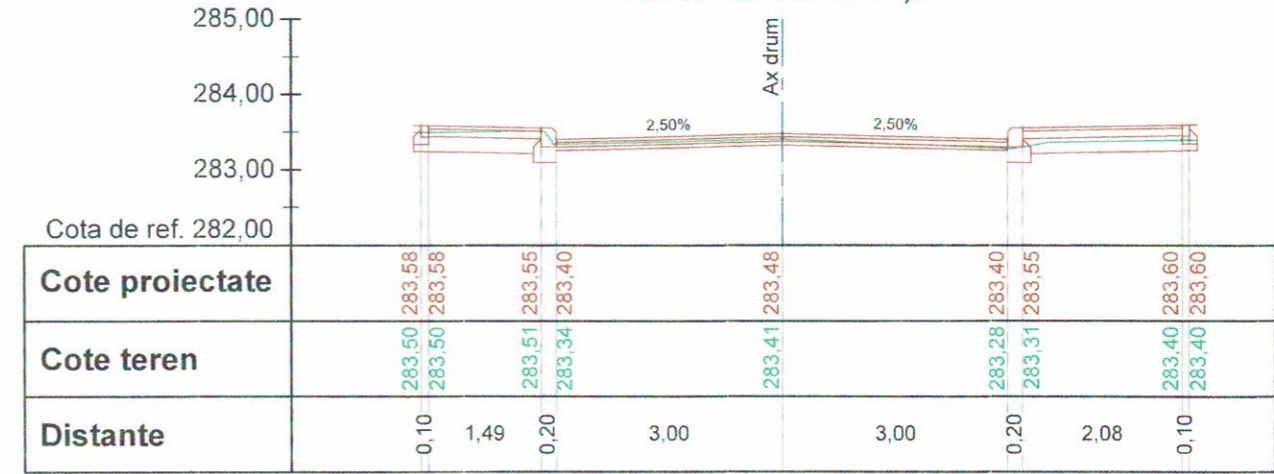 285,00
Ax drum
284,00
2,50% 2,50%
283,00
Cota de ref. 282,00
Cote proiectate 283,58 283,58 283,55 283,40 283,48 283,40 283,55 283,60 283,60
Cote teren 283,50 283,50 283,51 283,34 283,41 283,28 283,31 283,40 283,40
Distante 0,10 1,49 0,20 3,00 3,00 0,20 2,08 0,10